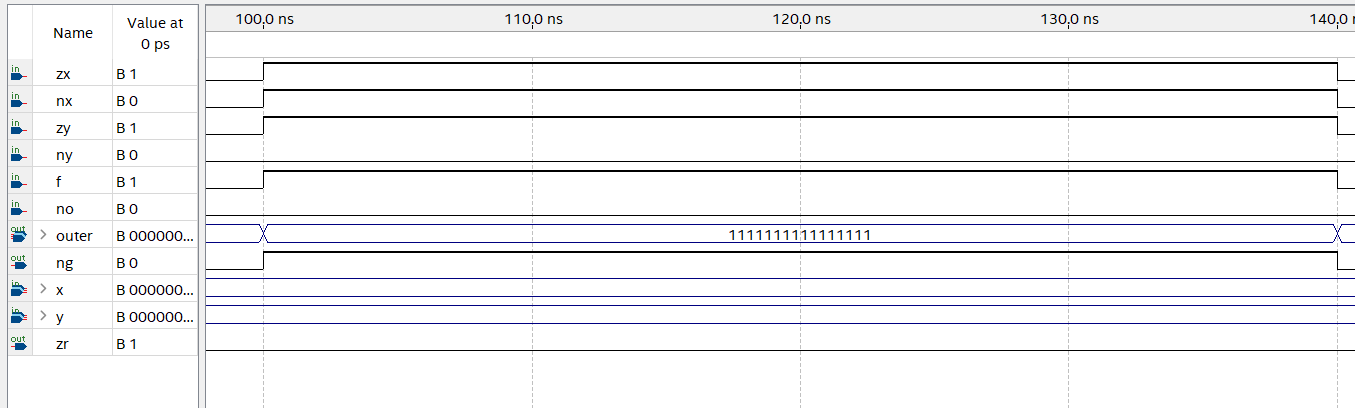 100.0 ns 110.0 ns 120.0 ns 130.0 ns 140.0 n
Name Value at
0 ps
in zx B 1
in nx B 0
in zy B 1
in ny B 0
in f B 1
in no B 0
out > outer B 000000... 1111111111111111
out ng B 0
in > x B 000000...
in > y B 000000...
out zr B 1